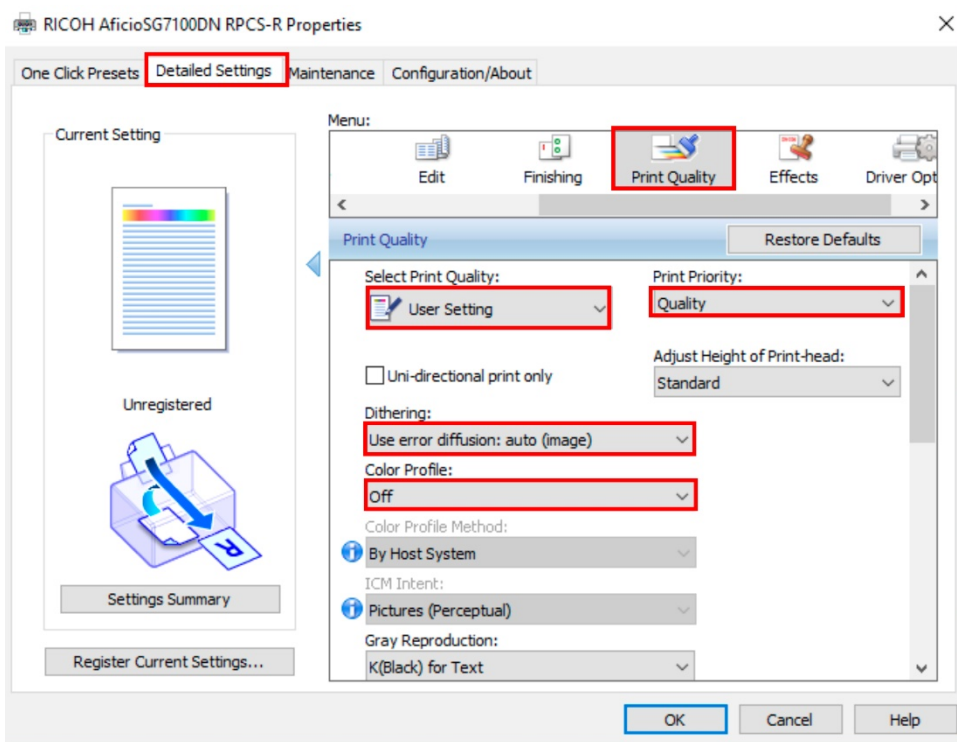 RICOH AficioSG7100DN RPCS-R Properties
One Click Presets Detailed Settings Maintenance Configuration/About
Current Setting
Unregistered
R
Settings Summary
Register Current Settings...
Menu:
Edit Finishing Print Quality Effects Driver Opt
Print Quality Restore Defaults
Select Print Quality: Print Priority:
User Setting Quality
Uni-directional print only Adjust Height of Print-head:
Standard
Dithering:
Use error diffusion: auto (image)
Color Profile:
Off
Color Profile Method:
By Host System
ICM Intent:
Pictures (Perceptual)
Gray Reproduction:
K(Black) for Text
OK Cancel Help